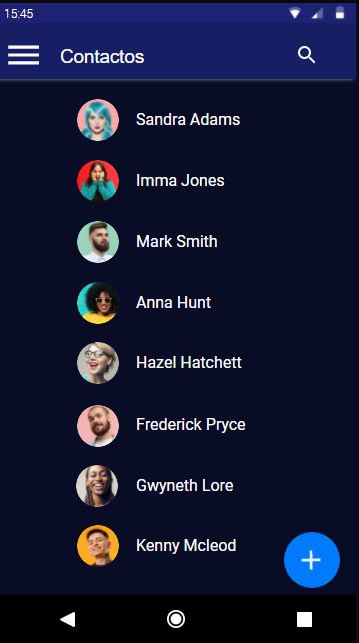 15:45
Contactos
Sandra Adams
Imma Jones
Mark Smith
Anna Hunt
Hazel Hatchett
Frederick Pryce
Gwyneth Lore
Kenny Mcleod